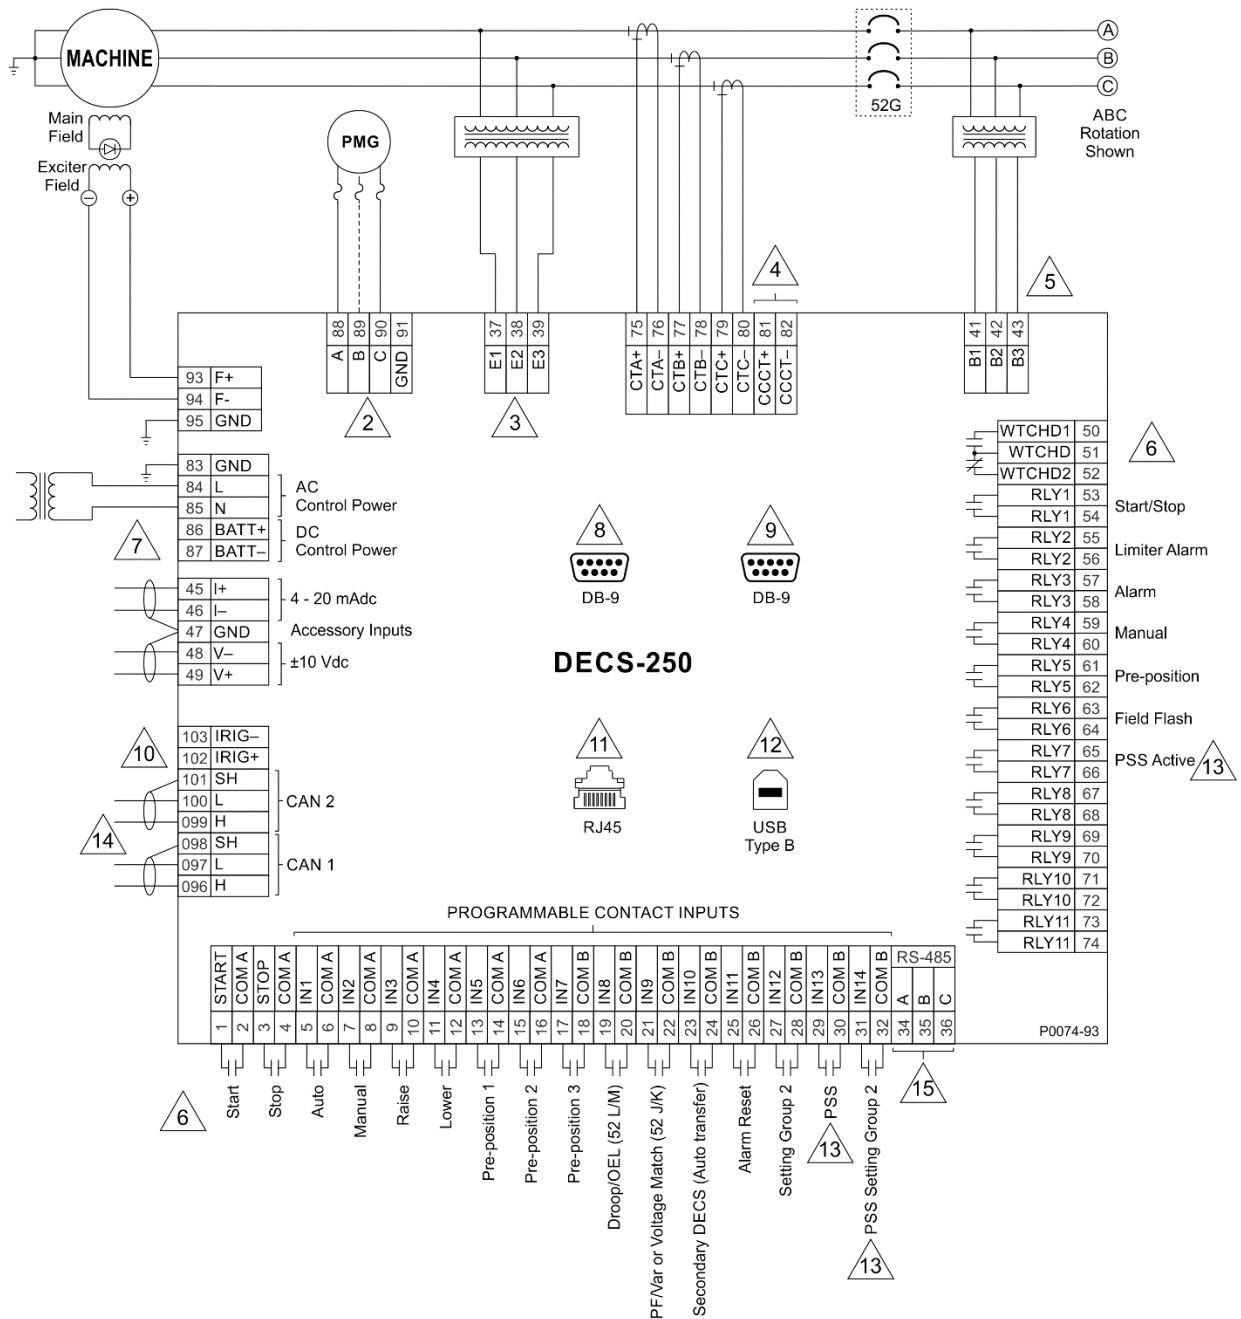 MACHINE
A
B
C
52G
ABC
Rotation
Shown
Main
Field
Exciter
Field
PMG
4
5
88 A
89 B
90 C
91 GND
2
37 E1
38 E2
39 E3
3
75 CTA+
76 CTA–
77 CTB+
78 CTB–
79 CTC+
80 CTC–
81 CCCT+
82 CCCT–
41 B1
42 B2
43 B3
93 F+
94 F-
95 GND
83 GND
84 L
85 N
AC
Control Power
86 BATT+
87 BATT–
DC
Control Power
7
45 I+
46 I–
4 - 20 mAdc
47 GND
Accessory Inputs
48 V–
49 V+
±10 Vdc
103 IRIG–
102 IRIG+
10
101 SH
100 L
099 H
CAN 2
14
098 SH
097 L
096 H
CAN 1
8
DB-9
9
DB-9
DECS-250
11
RJ45
12
USB
Type B
WTCHD1 50
WTCHD 51
WTCHD2 52
6
RLY1 53
RLY1 54
Start/Stop
RLY2 55
RLY2 56
Limiter Alarm
RLY3 57
RLY3 58
Alarm
RLY4 59
RLY4 60
Manual
RLY5 61
RLY5 62
Pre-position
RLY6 63
RLY6 64
Field Flash
RLY7 65
RLY7 66
PSS Active
13
RLY8 67
RLY8 68
RLY9 69
RLY9 70
RLY10 71
RLY10 72
RLY11 73
RLY11 74
PROGRAMMABLE CONTACT INPUTS
START 1
COM A 2
STOP 3
COM A 4
IN1 5
COM A 6
IN2 7
COM A 8
IN3 9
COM A 10
IN4 11
COM A 12
IN5 13
COM A 14
IN6 15
COM A 16
IN7 17
COM B 18
IN8 19
COM B 20
IN9 21
COM B 22
IN10 23
COM B 24
IN11 25
COM B 26
IN12 27
COM B 28
IN13 29
COM B 30
IN14 31
COM B 32
RS-485
A 34
B 35
C 36
P0074-93
6
Start
Stop
Auto
Manual
Raise
Lower
Pre-position 1
Pre-position 2
Pre-position 3
Droop/OEL (52 L/M)
PF/Var or Voltage Match (52 J/K)
Secondary DECS (Auto transfer)
Alarm Reset
Setting Group 2
PSS
13
PSS Setting Group 2
13
15